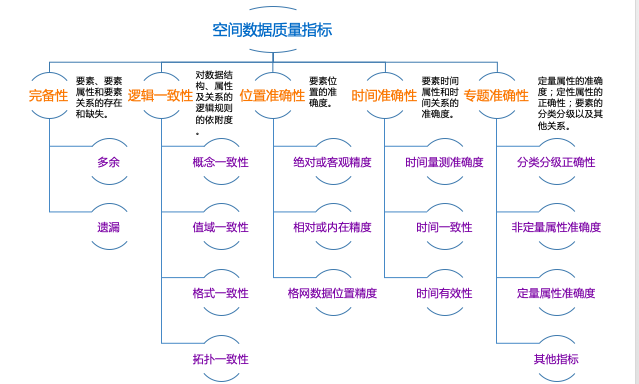 空间数据质量指标
完备性
要素、要素
属性和要素
关系的存在
和缺失。
逻辑一致性
对数据结
构、属性
及关系的
逻辑规则
的依附度
。
位置准确性
要素位
置的准
确度。
时间准确性
要素时间
属性和时
间关系的
准确度。
专题准确性
定量属性的准确
度；定性属性的
正确性；要素的
分类分级以及其
他关系。
多余
遗漏
概念一致性
值域一致性
格式一致性
拓扑一致性
绝对或客观精度
相对或内在精度
格网数据位置精度
时间量测准确度
时间一致性
时间有效性
分类分级正确性
非定量属性准确度
定量属性准确度
其他指标